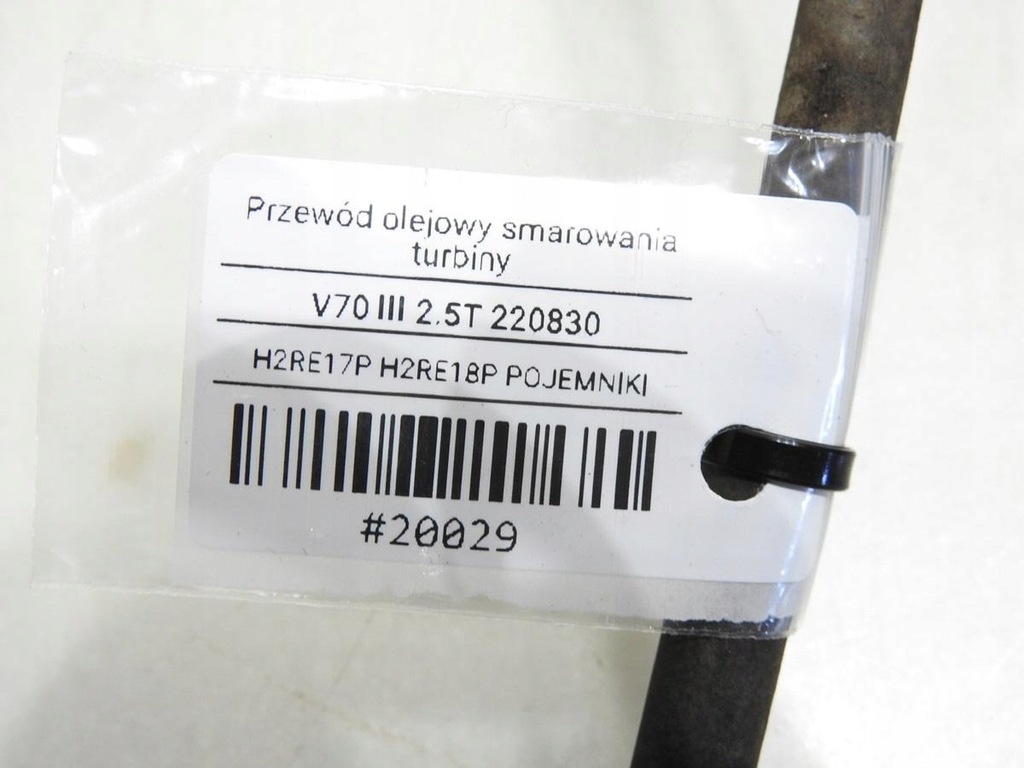 Przewód olejowy smarowania
turbiny
V70 III 2.5T 220830
H2RE17P H2RE18P POJEMNIKI
#20029